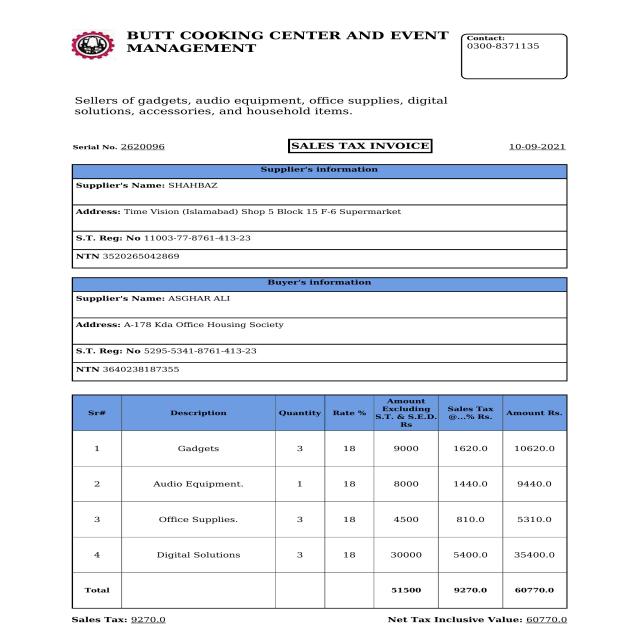 BUTT COOKING CENTER AND EVENT
MANAGEMENT
Contact:
0300-8371135
Sellers of gadgets, audio equipment, office supplies, digital
solutions, accessories, and household items.
Serial No. 2620096 SALES TAX INVOICE 10-09-2021
Supplier's information
Supplier's Name: SHAHBAZ
Address: Time Vision (Islamabad) Shop 5 Block 15 F-6 Supermarket
S.T. Reg: No 11003-77-8761-413-23
NTN 3520265042869
Buyer's information
Supplier's Name: ASGHAR ALI
Address: A-178 Kda Office Housing Society
S.T. Reg: No 5295-5341-8761-413-23
NTN 3640238187355
Sr# Description Quantity Rate % Amount Excluding S.T. & S.E.D. Rs Sales Tax @...% Rs. Amount Rs.
1 Gadgets 3 18 9000 1620.0 10620.0
2 Audio Equipment. 1 18 8000 1440.0 9440.0
3 Office Supplies. 3 18 4500 810.0 5310.0
4 Digital Solutions 3 18 30000 5400.0 35400.0
Total 51500 9270.0 60770.0
Sales Tax: 9270.0 Net Tax Inclusive Value: 60770.0